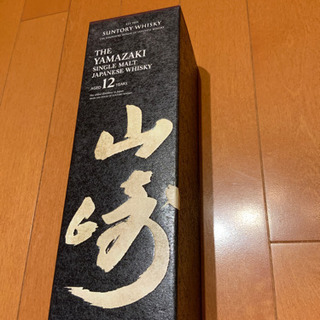 SUNTORY WHISKY
THE
YAMAZAKI
SINGLE MALT
JAPANESE WHISKY
AGED 12 YEARS
山崎